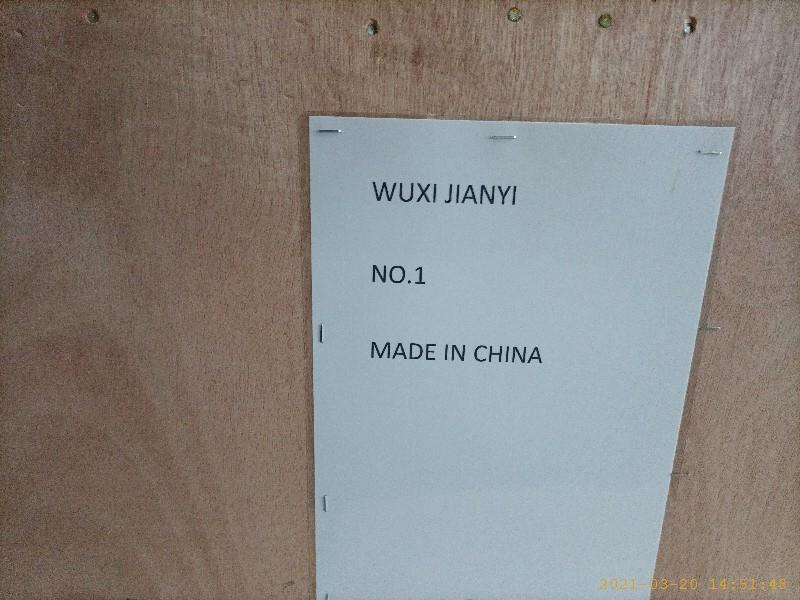 WUXI JIANYI
NO.1
MADE IN CHINA
2021-03-20 14:51:48